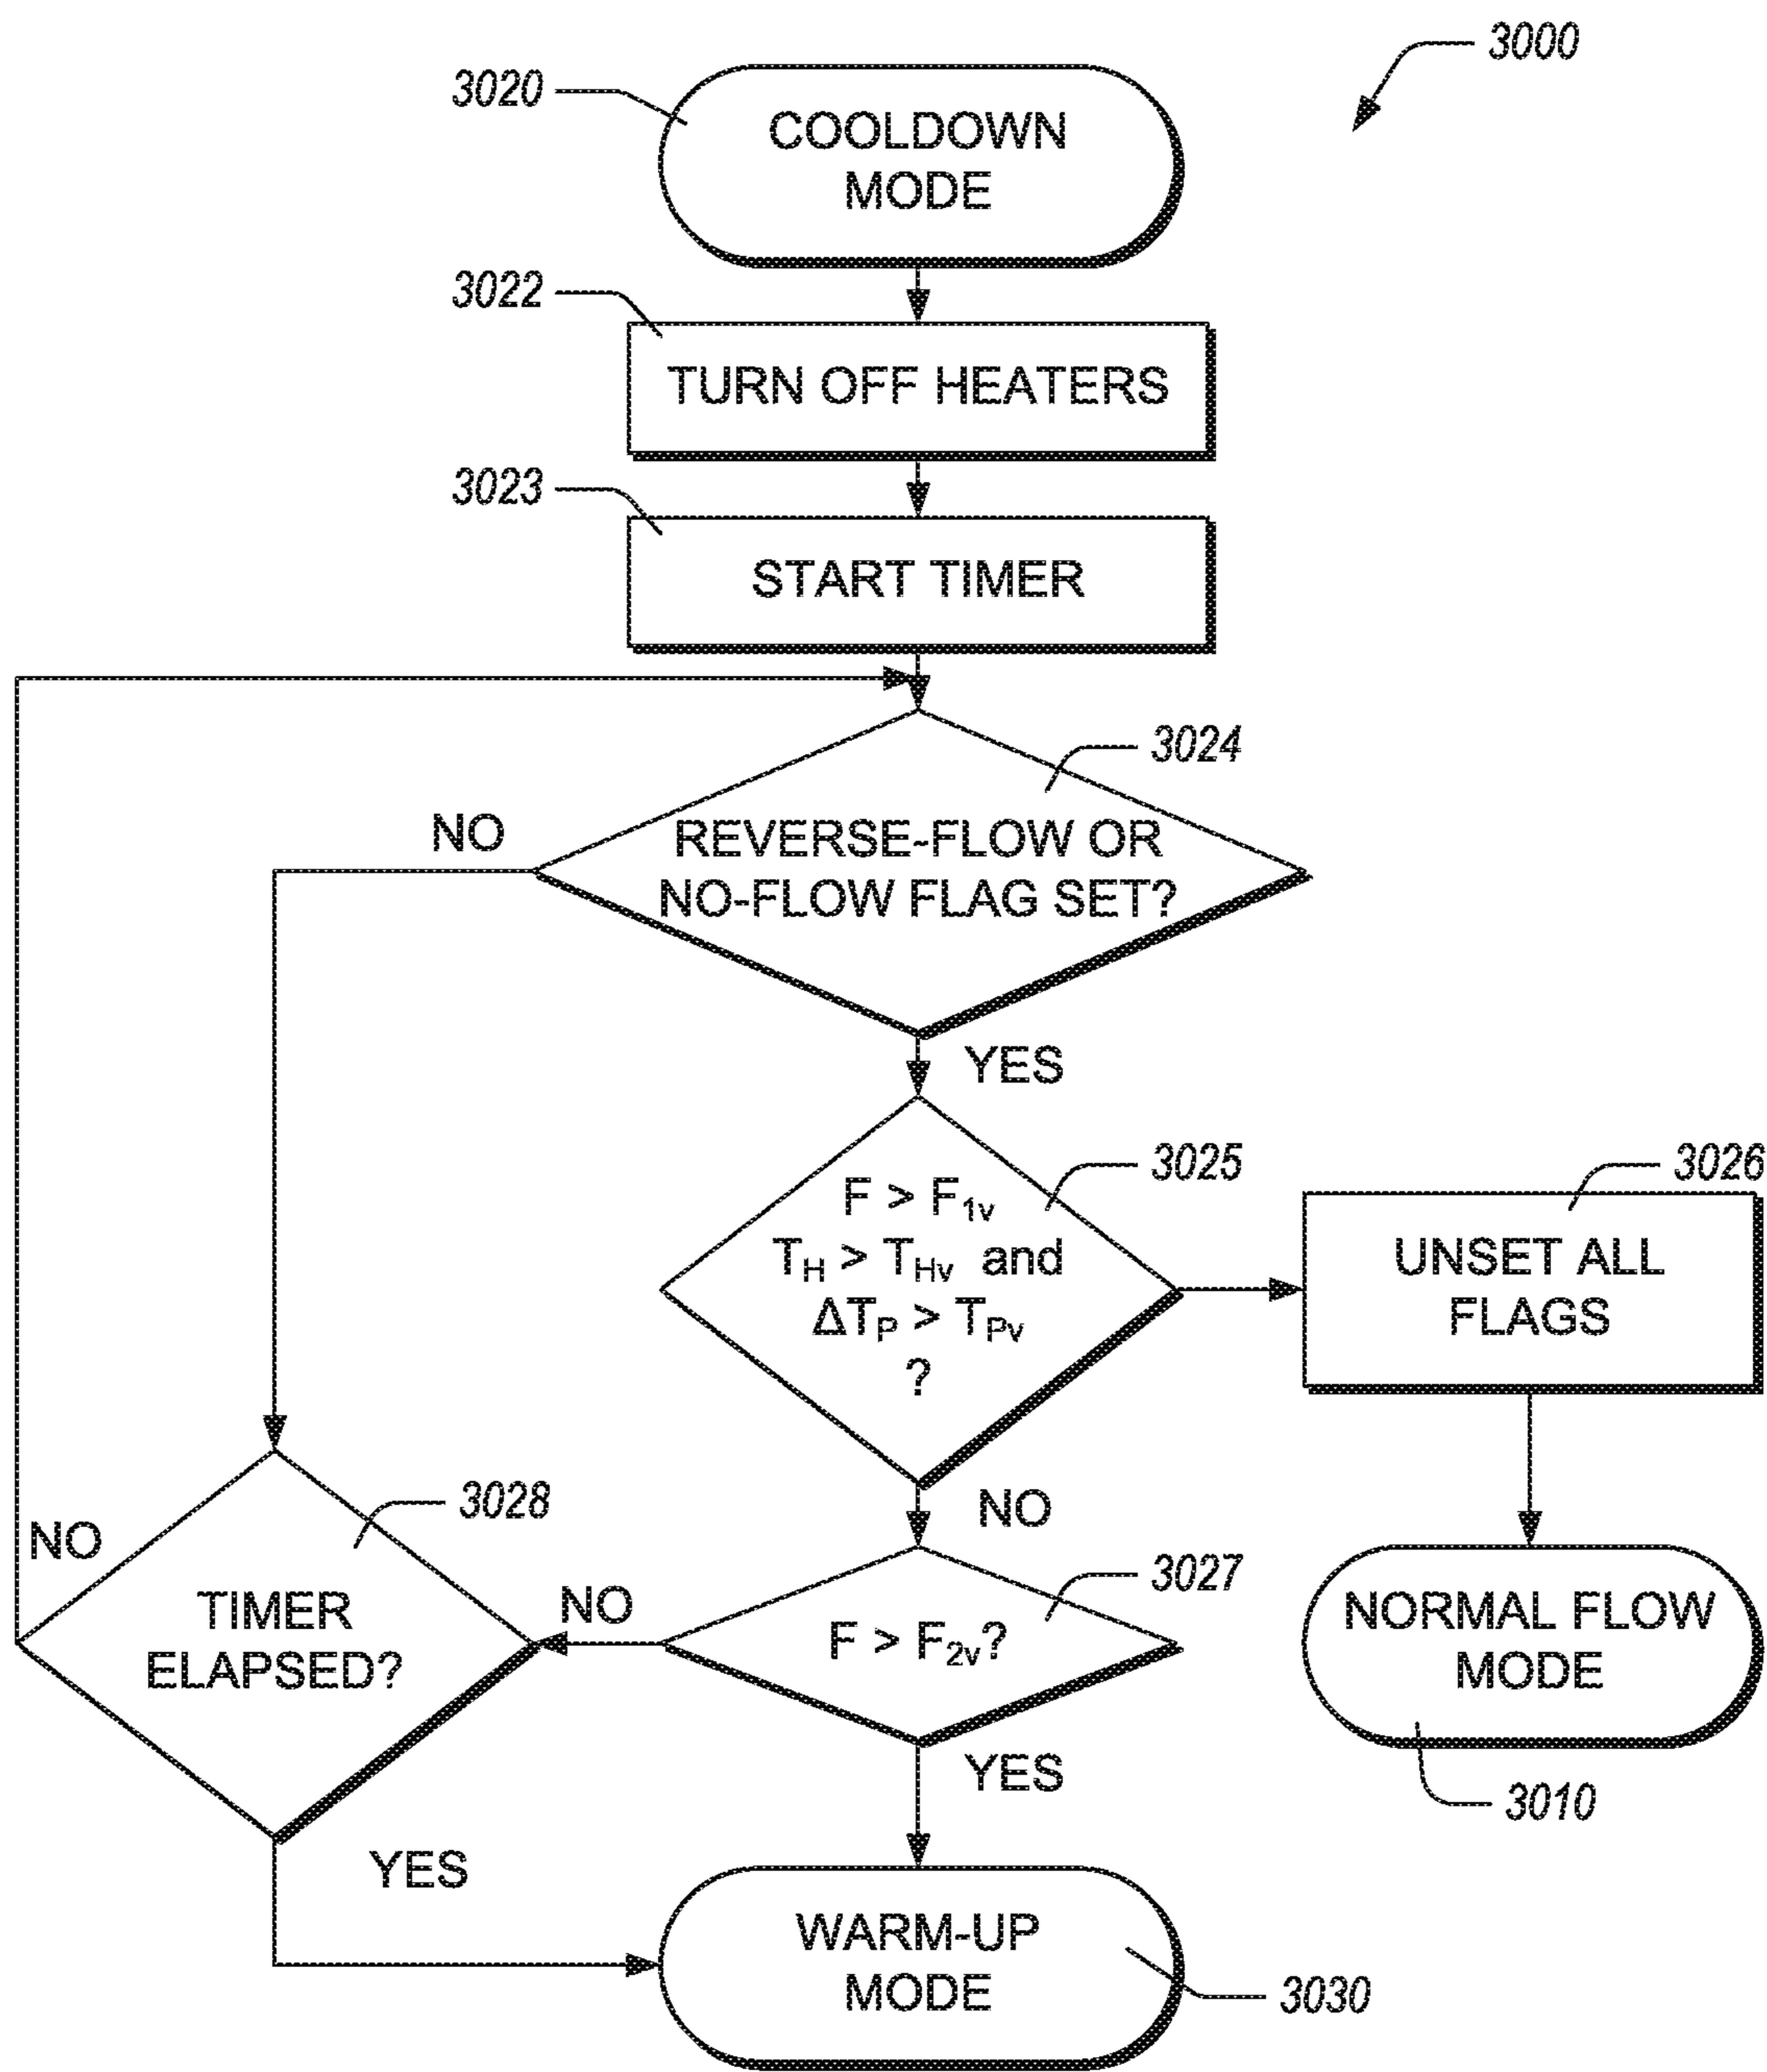 3000
3020
COOLDOWN
MODE
3022
TURN OFF HEATERS
3023
START TIMER
3024
NO
REVERSE-FLOW OR
NO-FLOW FLAG SET?
YES
3025
3026
F > F1v
TH > THv and
ΔTP > TPv
?
UNSET ALL
FLAGS
NO
3028
NO
TIMER
ELAPSED?
NO
3027
F > F2v?
NORMAL FLOW
MODE
YES
3010
YES
WARM-UP
MODE
3030